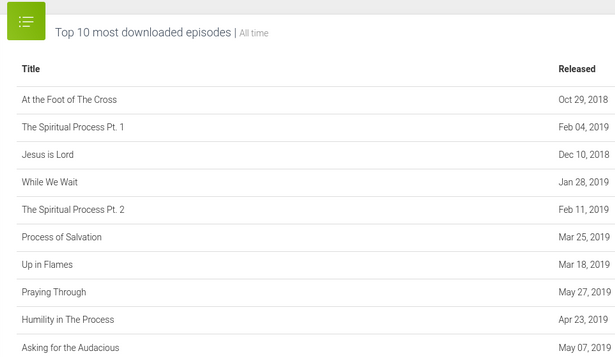 Top 10 most downloaded episodes | All time
Title Released
At the Foot of The Cross Oct 29, 2018
The Spiritual Process Pt. 1 Feb 04, 2019
Jesus is Lord Dec 10, 2018
While We Wait Jan 28, 2019
The Spiritual Process Pt. 2 Feb 11, 2019
Process of Salvation Mar 25, 2019
Up in Flames Mar 18, 2019
Praying Through May 27, 2019
Humility in The Process Apr 23, 2019
Asking for the Audacious May 07, 2019